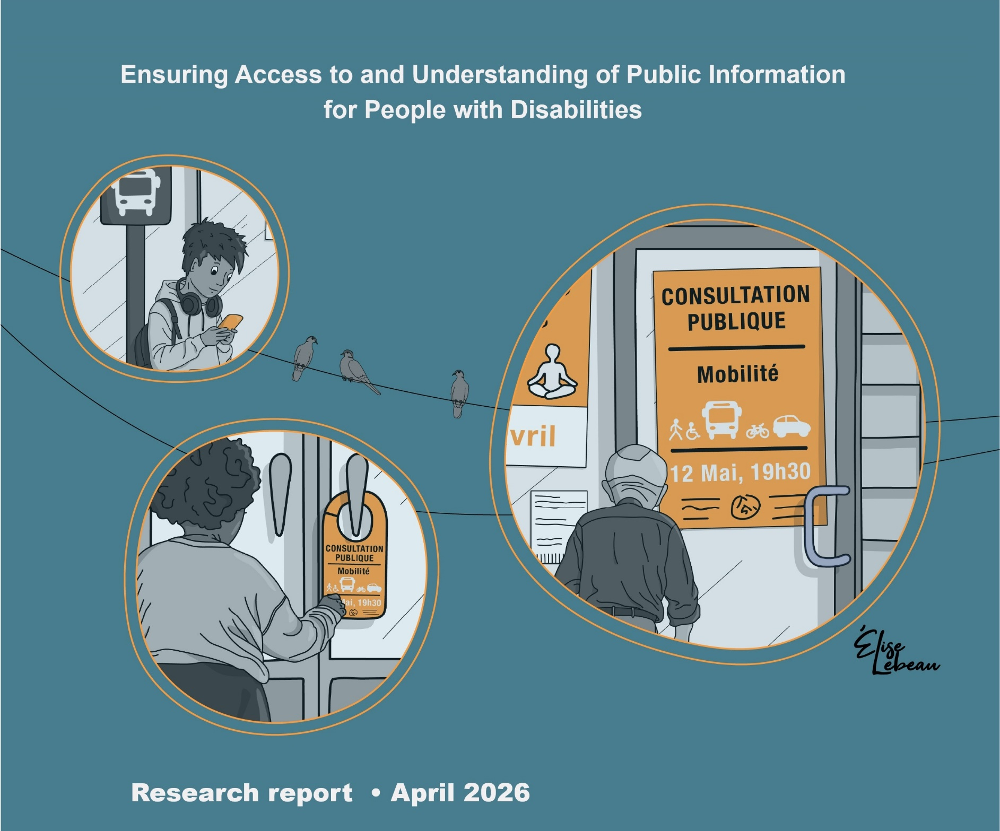 Ensuring Access to and Understanding of Public Information
for People with Disabilities
CONSULTATION
PUBLIQUE
Mobilité
12 Mai, 19h30
vril
CONSULTATION
PUBLIQUE
Mobilité
Mai, 19h30
Élise
Lebeau
Research report • April 2026